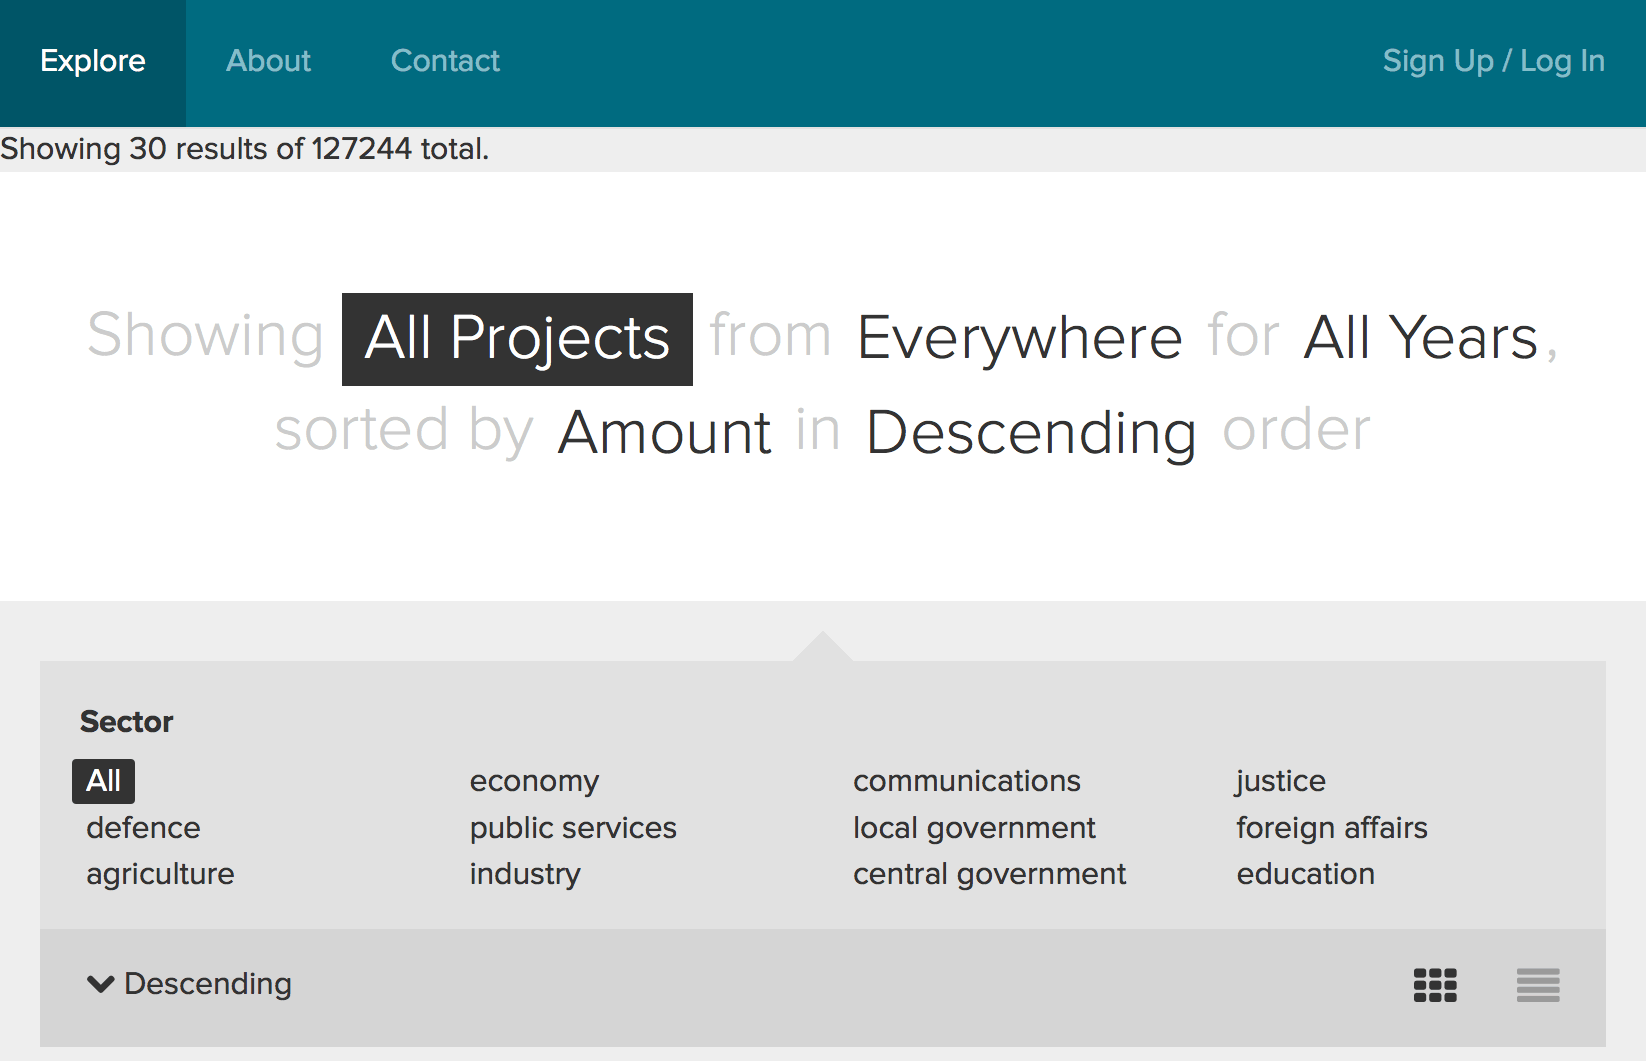 Explore About Contact Sign Up / Log In
Showing 30 results of 127244 total.
Showing All Projects from Everywhere for All Years,
sorted by Amount in Descending order
Sector
All economy communications justice
defence public services local government foreign affairs
agriculture industry central government education
Descending